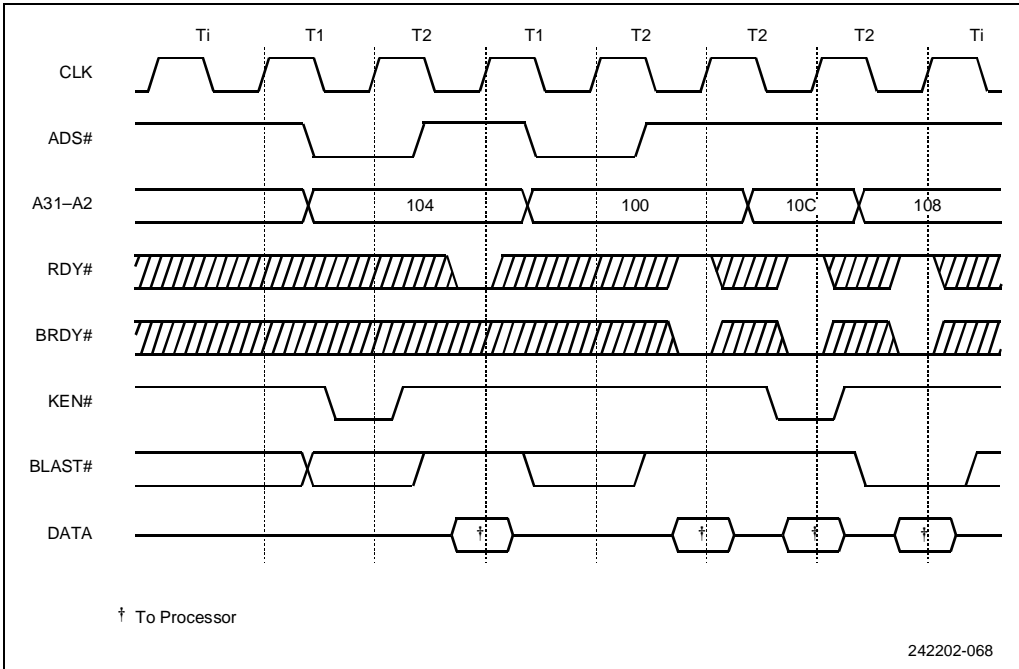 Ti T1 T2 T1 T2 T2 T2 Ti
CLK
ADS#
A31–A2 104 100 10C 108
RDY#
BRDY#
KEN#
BLAST#
DATA † † † †
† To Processor
242202-068